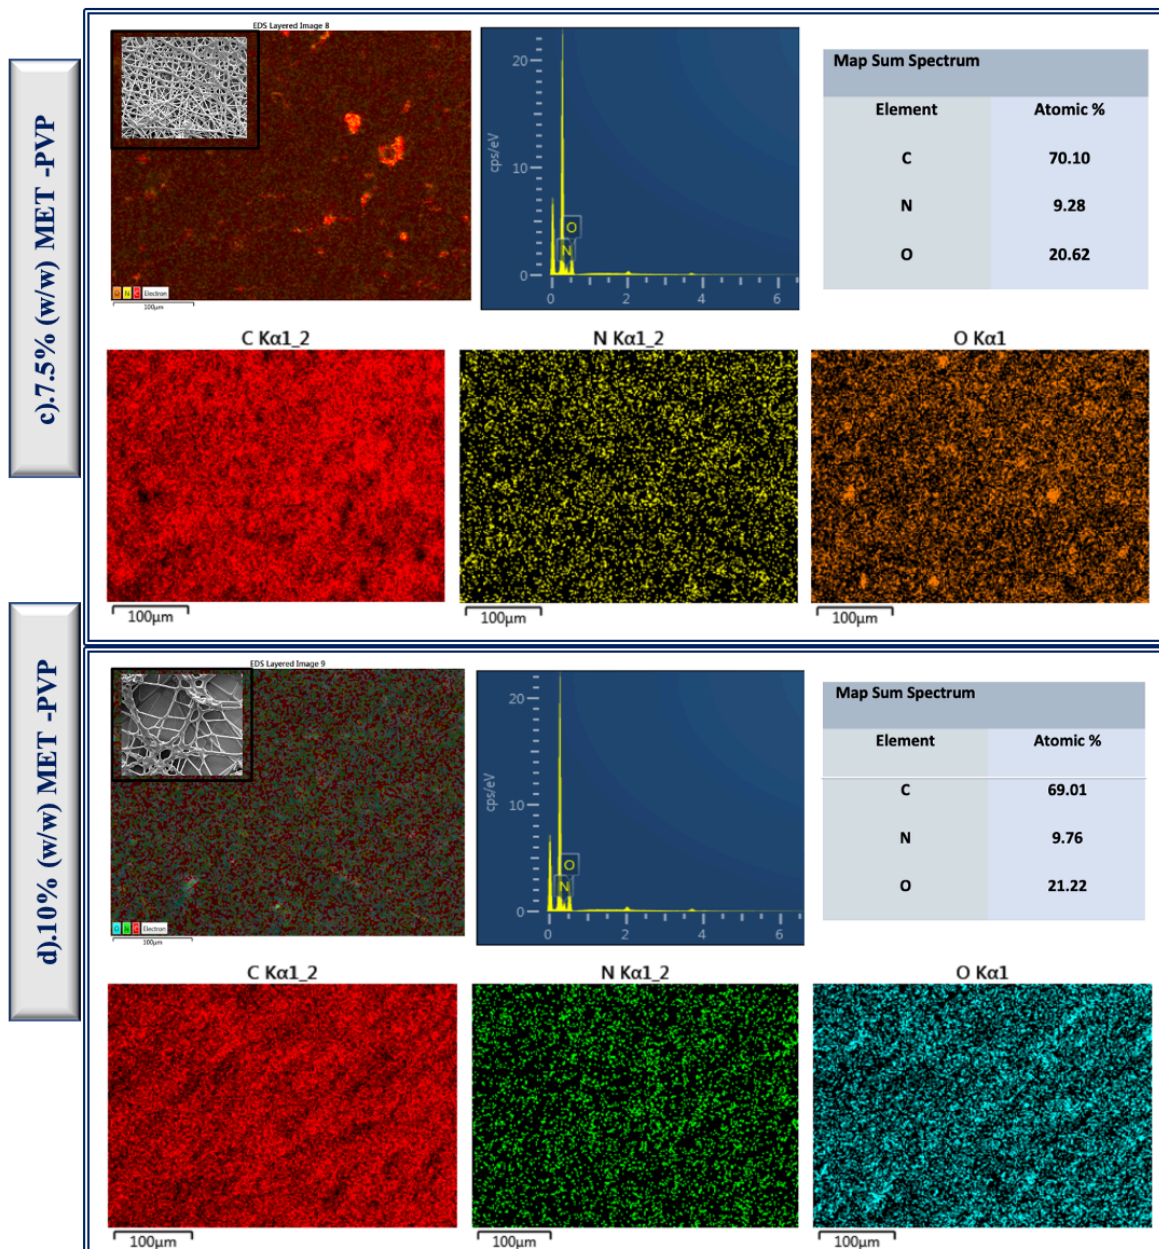 c).7.5% (w/w) MET -PVP
EDS Layered Image 8
O N C Electron
100µm
cps/eV
20
10
0
O
N
0 2 4 6
Map Sum Spectrum
Element Atomic %
C 70.10
N 9.28
O 20.62
C Kα1_2
N Kα1_2
O Kα1
100µm
100µm
100µm
d).10% (w/w) MET -PVP
EDS Layered Image 9
O N C Electron
100µm
cps/eV
20
10
0
O
N
0 2 4 6
Map Sum Spectrum
Element Atomic %
C 69.01
N 9.76
O 21.22
C Kα1_2
N Kα1_2
O Kα1
100µm
100µm
100µm